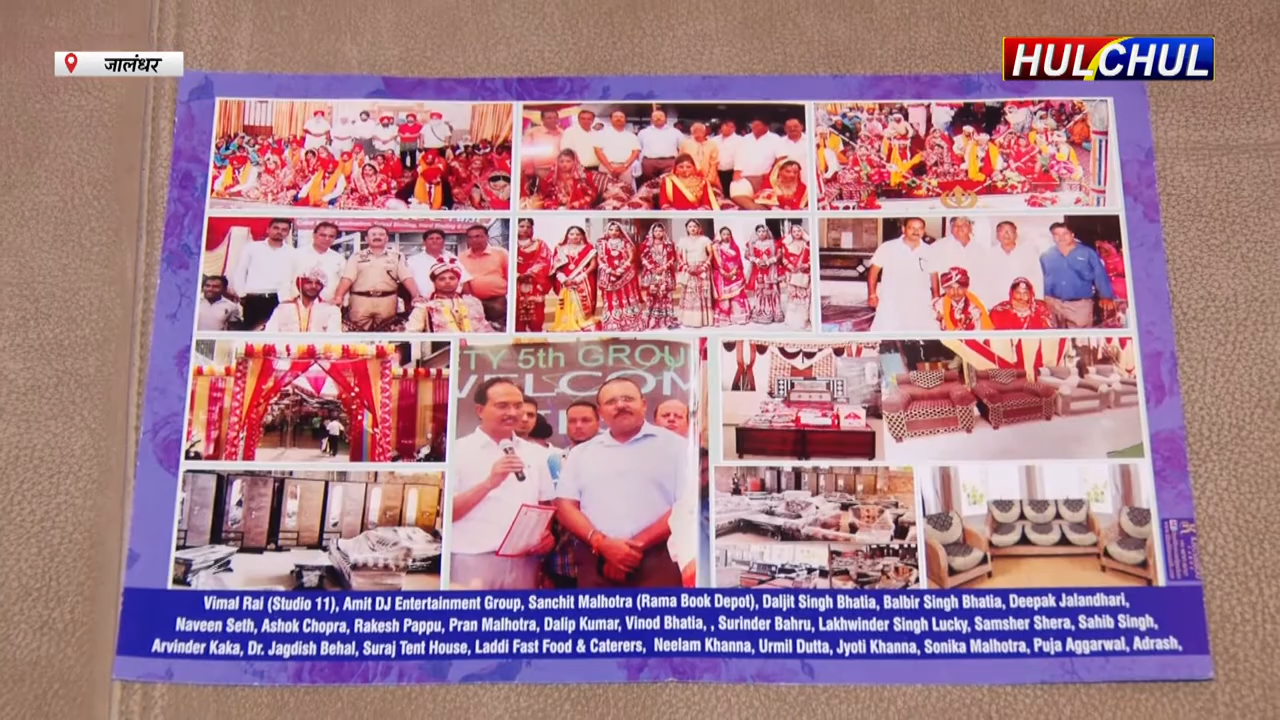 जालंधर
HULCHUL
TY 5th GROU
WELCOM
Vimal Rai (Studio 11), Amit DJ Entertainment Group, Sanchit Malhotra (Rama Book Depot), Daljit Singh Bhatia, Balbir Singh Bhatia, Deepak Jalandhari,
Naveen Seth, Ashok Chopra, Rakesh Pappu, Pran Malhotra, Dalip Kumar, Vinod Bhatia, , Surinder Bahru, Lakhwinder Singh Lucky, Samsher Shera, Sahib Singh,
Arvinder Kaka, Dr. Jagdish Behal, Suraj Tent House, Laddi Fast Food & Caterers, Neelam Khanna, Urmil Dutta, Jyoti Khanna, Sonika Malhotra, Puja Aggarwal, Adrash,